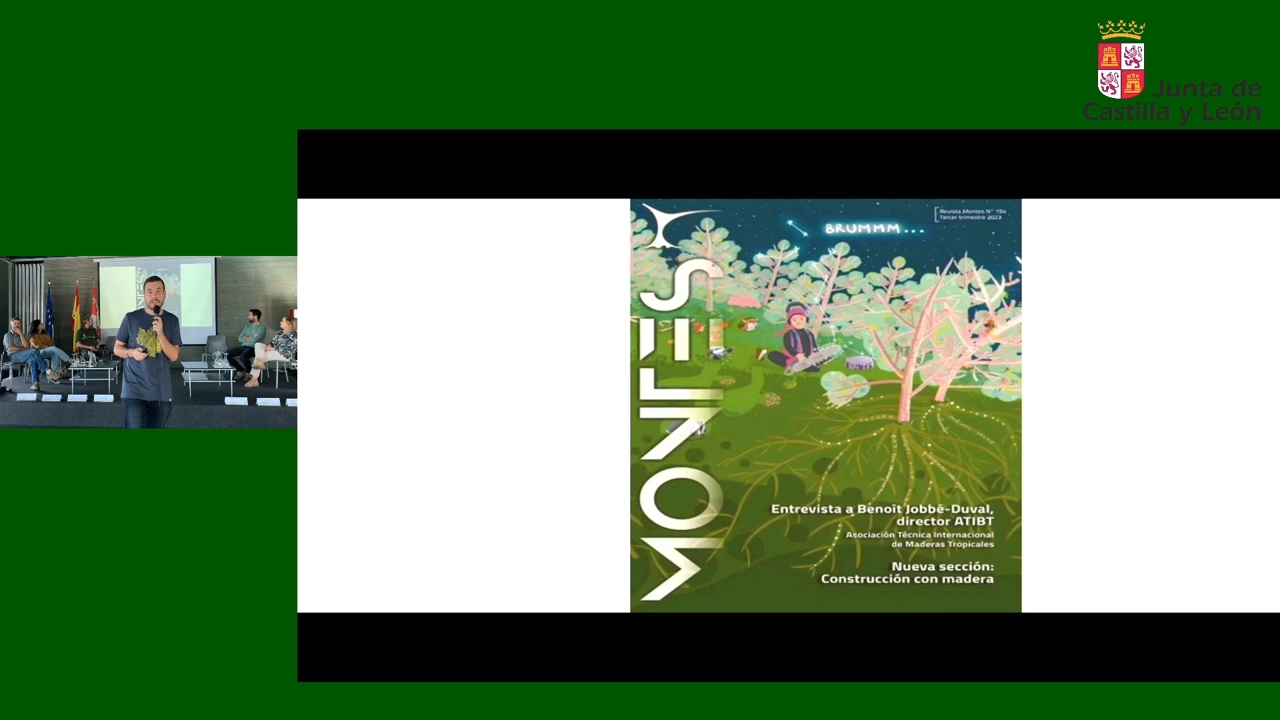 Junta de
Castilla y León
MONTES
Revista Montes Nº 154
Tercer trimestre 2023
BRUMMM...
Entrevista a Benoît Jobbé-Duval,
director ATIBT
Asociación Técnica Internacional
de Maderas Tropicales
Nueva sección:
Construcción con madera